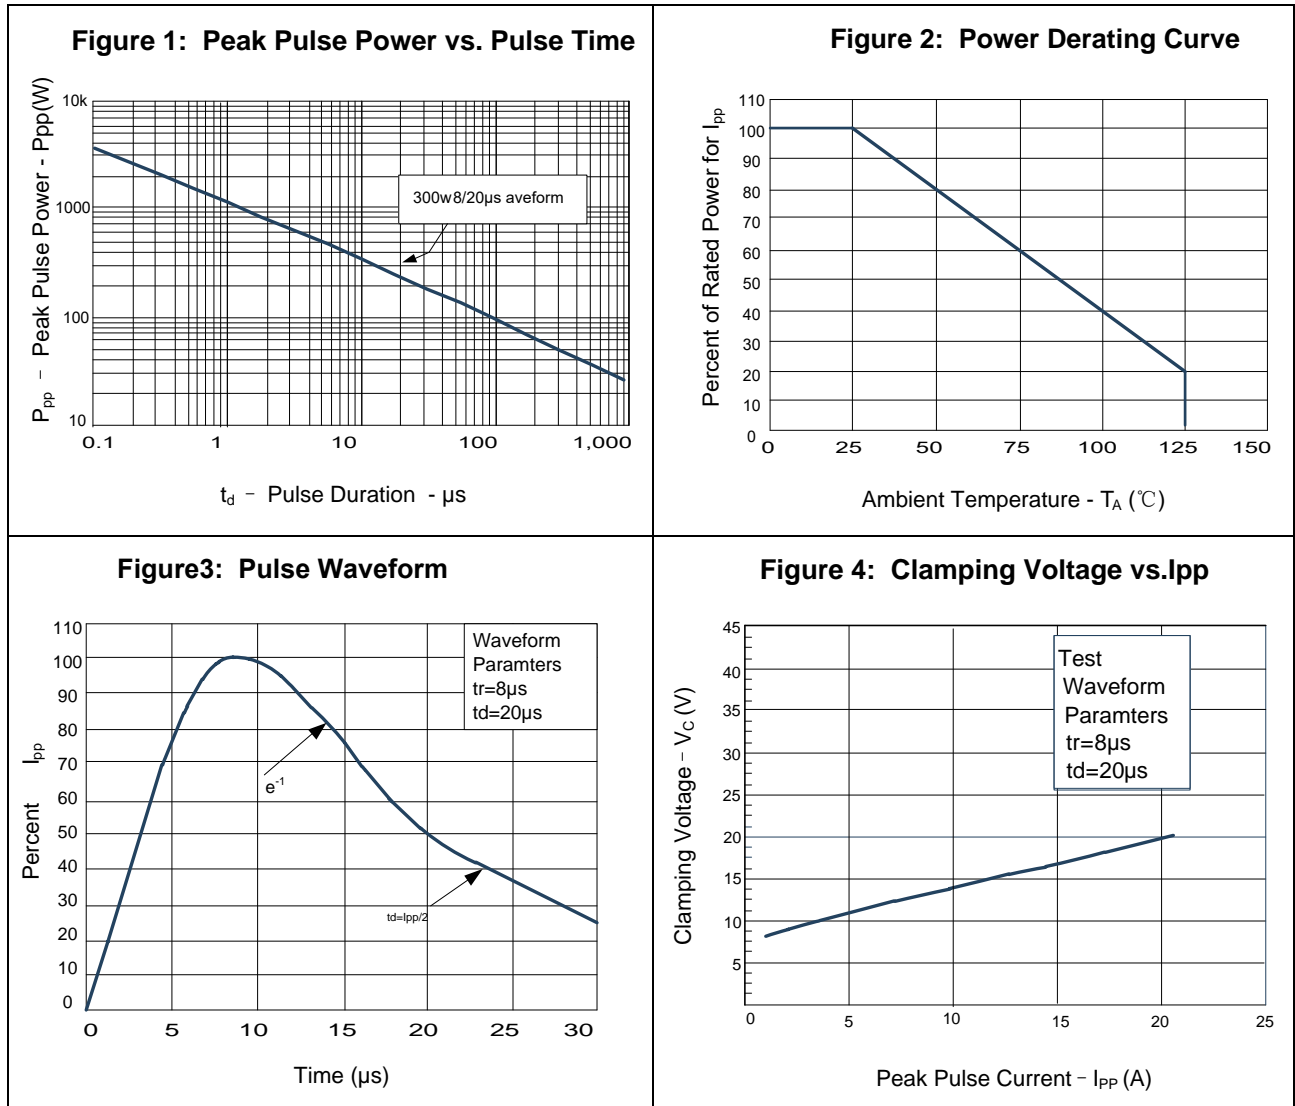 Figure 1: Peak Pulse Power vs. Pulse Time
Ppp – Peak Pulse Power - Ppp(W)
10k
1000
100
10
300w8/20µs aveform
0.1 1 10 100 1,000
td – Pulse Duration - µs
Figure 2: Power Derating Curve
Percent of Rated Power for Ipp
110
100
90
80
70
60
50
40
30
20
10
0
0 25 50 75 100 125 150
Ambient Temperature - TA (℃)
Figure3: Pulse Waveform
Percent Ipp
110
100
90
80
70
60
50
40
30
20
10
0
Waveform
Paramters
tr=8µs
td=20µs
e-1
td=Ipp/2
0 5 10 15 20 25 30
Time (µs)
Figure 4: Clamping Voltage vs.Ipp
Clamping Voltage – VC (V)
45
40
35
30
25
20
15
10
5
Test
Waveform
Paramters
tr=8µs
td=20µs
0 5 10 15 20 25
Peak Pulse Current – IPP (A)